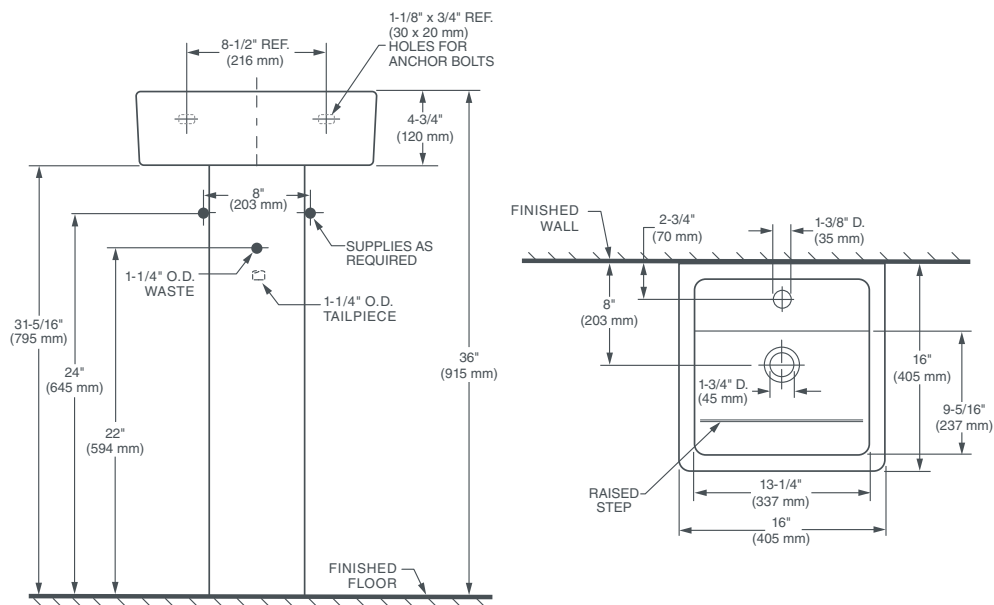 1-1/8" x 3/4" REF.
(30 x 20 mm)
HOLES FOR
ANCHOR BOLTS
8-1/2" REF.
(216 mm)
4-3/4"
(120 mm)
8"
(203 mm)
SUPPLIES AS
REQUIRED
1-1/4" O.D.
WASTE
1-1/4" O.D.
TAILPIECE
31-5/16"
(795 mm)
24"
(645 mm)
22"
(594 mm)
36"
(915 mm)
FINISHED
FLOOR
FINISHED
WALL
2-3/4"
(70 mm)
1-3/8" D.
(35 mm)
8"
(203 mm)
1-3/4" D.
(45 mm)
16"
(405 mm)
9-5/16"
(237 mm)
RAISED
STEP
13-1/4"
(337 mm)
16"
(405 mm)